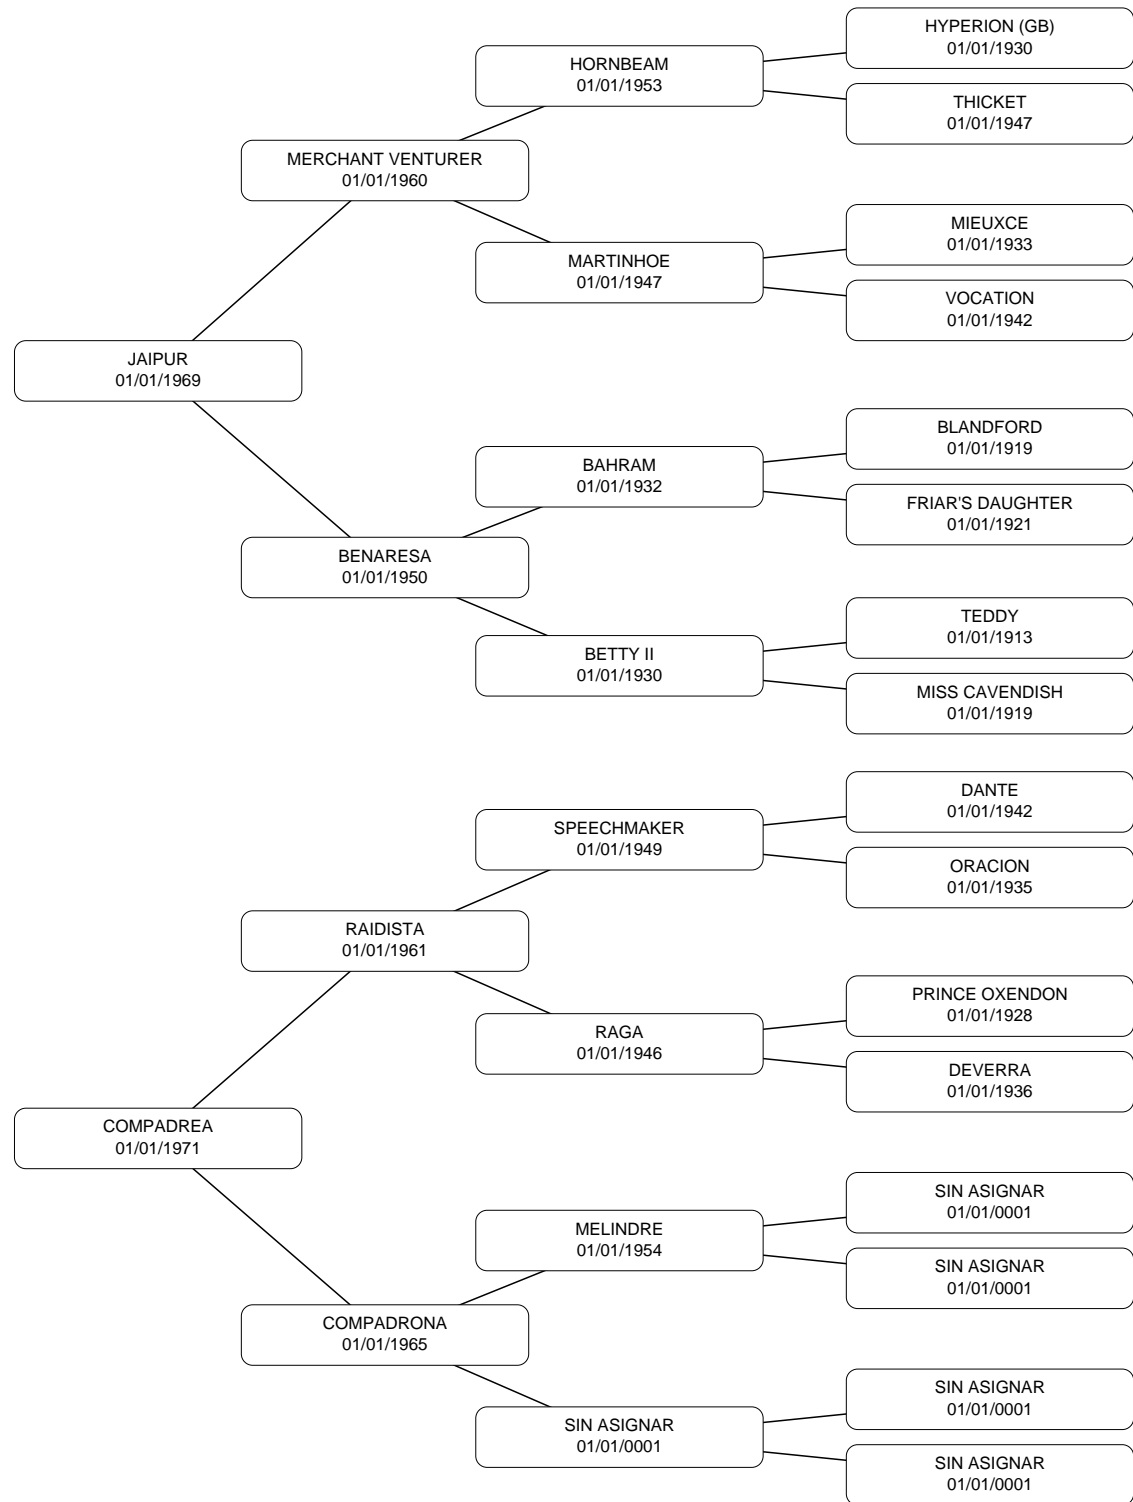 HYPERION (GB)
01/01/1930
HORNBEAM
01/01/1953
THICKET
01/01/1947
MERCHANT VENTURER
01/01/1960
MIEUXCE
01/01/1933
MARTINHOE
01/01/1947
VOCATION
01/01/1942
JAIPUR
01/01/1969
BLANDFORD
01/01/1919
BAHRAM
01/01/1932
FRIAR'S DAUGHTER
01/01/1921
BENARESA
01/01/1950
TEDDY
01/01/1913
BETTY II
01/01/1930
MISS CAVENDISH
01/01/1919
DANTE
01/01/1942
SPEECHMAKER
01/01/1949
ORACION
01/01/1935
RAIDISTA
01/01/1961
PRINCE OXENDON
01/01/1928
RAGA
01/01/1946
DEVERRA
01/01/1936
COMPADREA
01/01/1971
SIN ASIGNAR
01/01/0001
MELINDRE
01/01/1954
SIN ASIGNAR
01/01/0001
COMPADRONA
01/01/1965
SIN ASIGNAR
01/01/0001
SIN ASIGNAR
01/01/0001
SIN ASIGNAR
01/01/0001